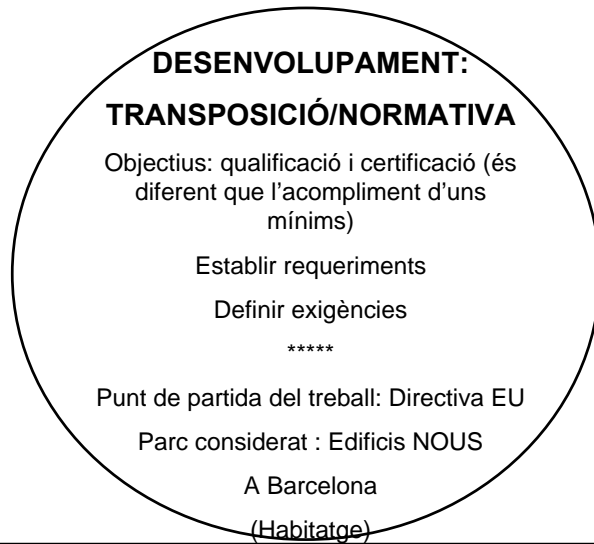 DESENVOLUPAMENT:
TRANSPOSICIÓ/NORMATIVA
Objectius: qualificació i certificació (és
diferent que l'acompliment d'uns
mínims)
Establir requeriments
Definir exigències
*****
Punt de partida del treball: Directiva EU
Parc considerat : Edificis NOUS
A Barcelona
(Habitatge)